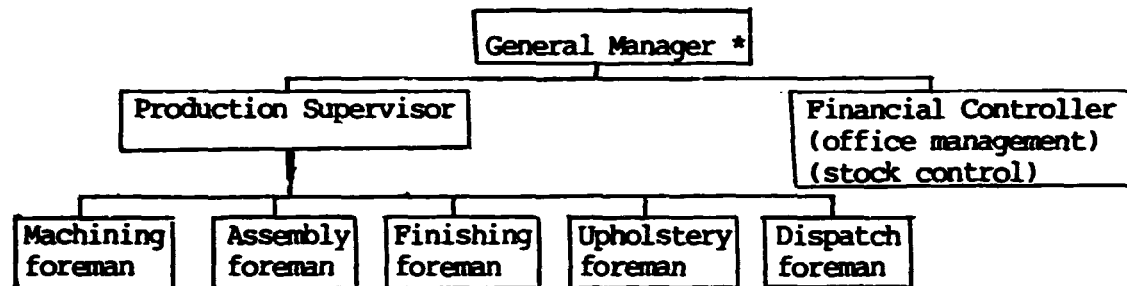 General Manager *
Production Supervisor
Financial Controller
(office management)
(stock control)
Machining
foreman
Assembly
foreman
Finishing
foreman
Upholstery
foreman
Dispatch
foreman